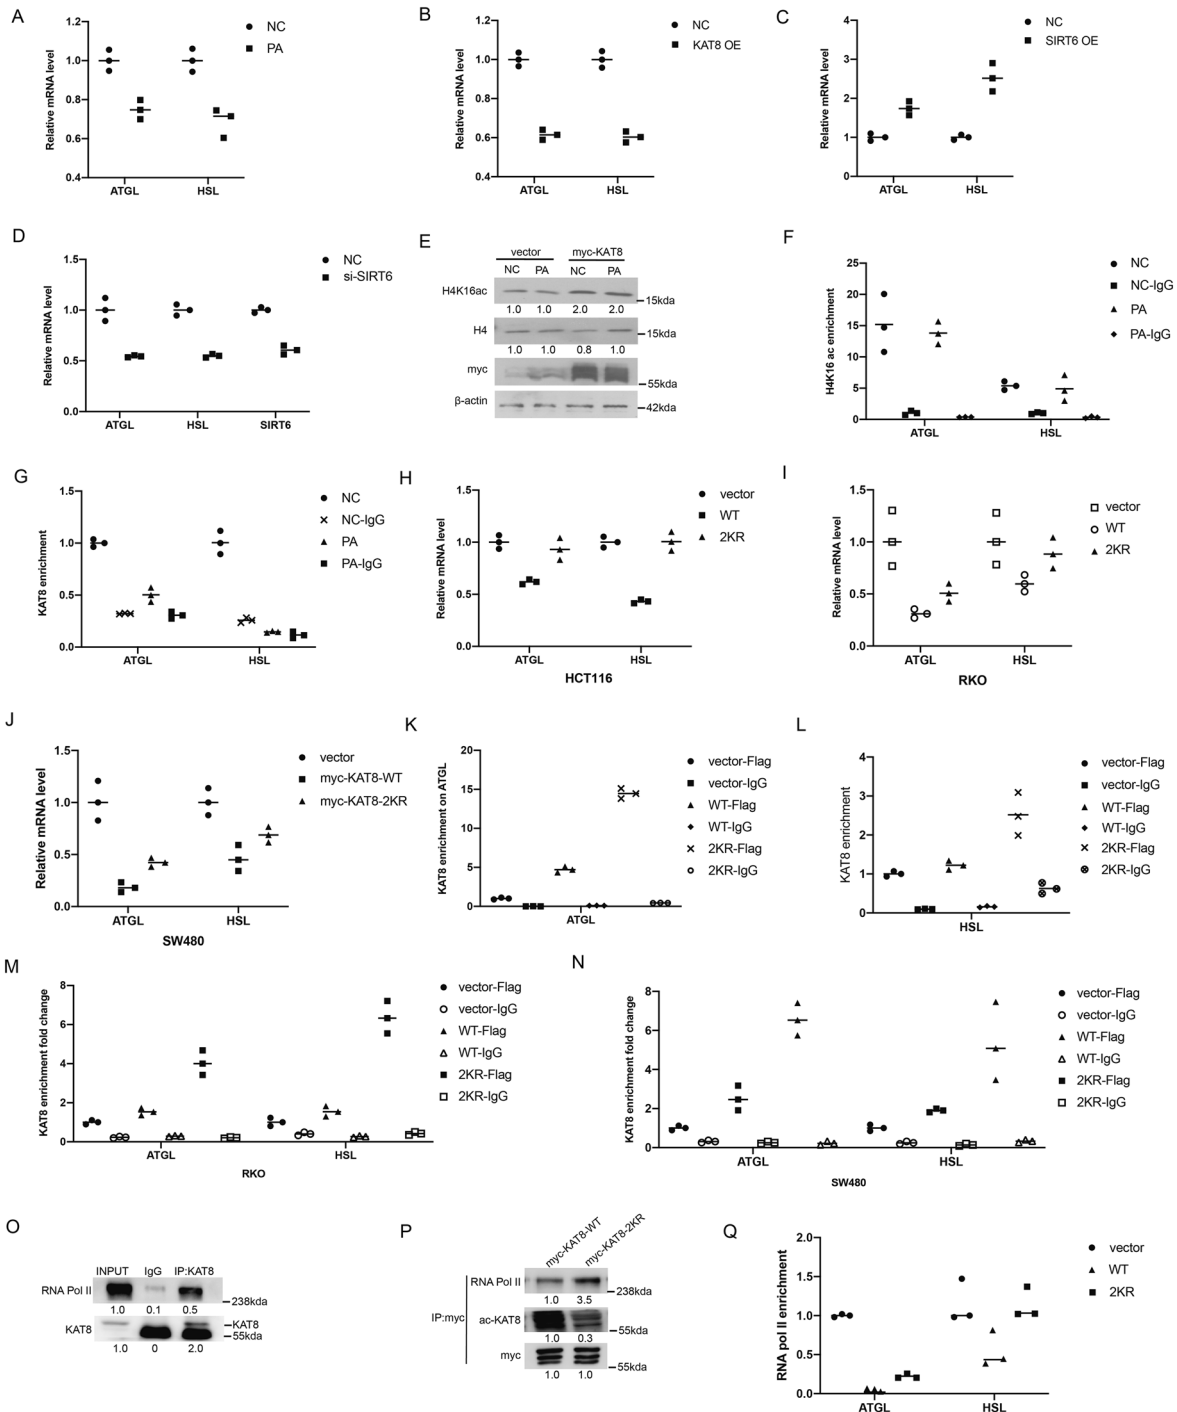 A
Relative mRNA level
1.2
1.0
0.8
0.6
0.4
ATGL
HSL
NC
PA
B
Relative mRNA level
1.2
1.0
0.8
0.6
0.4
ATGL
HSL
NC
KAT8 OE
C
Relative mRNA level
4
3
2
1
0
ATGL
HSL
NC
SIRT6 OE
D
Relative mRNA level
1.5
1.0
0.5
0.0
ATGL
HSL
SIRT6
NC
si-SIRT6
E
vector myc-KAT8
NC PA NC PA
H4K16ac
15kda
1.0 1.0 2.0 2.0
H4
15kda
1.0 1.0 0.8 1.0
myc
55kda
β-actin
42kda
F
H4K16 ac enrichment
25
20
15
10
5
0
ATGL
HSL
NC
NC-IgG
PA
PA-IgG
G
KAT8 enrichment
1.5
1.0
0.5
0.0
ATGL
HSL
NC
NC-IgG
PA
PA-IgG
H
Relative mRNA level
1.5
1.0
0.5
0.0
ATGL
HSL
HCT116
vector
WT
2KR
I
Relative mRNA level
1.5
1.0
0.5
0.0
ATGL
HSL
RKO
vector
WT
2KR
J
Relative mRNA level
1.5
1.0
0.5
0.0
ATGL
HSL
SW480
vector
myc-KAT8-WT
myc-KAT8-2KR
K
KAT8 enrichment on ATGL
20
15
10
5
0
ATGL
vector-Flag
vector-IgG
WT-Flag
WT-IgG
2KR-Flag
2KR-IgG
L
KAT8 enrichment
4
3
2
1
0
HSL
vector-Flag
vector-IgG
WT-Flag
WT-IgG
2KR-Flag
2KR-IgG
M
KAT8 enrichment fold change
8
6
4
2
0
ATGL
HSL
RKO
vector-Flag
vector-IgG
WT-Flag
WT-IgG
2KR-Flag
2KR-IgG
N
KAT8 enrichment fold change
8
6
4
2
0
ATGL
HSL
SW480
vector-Flag
vector-IgG
WT-Flag
WT-IgG
2KR-Flag
2KR-IgG
O
INPUT IgG IP:KAT8
RNA Pol II
238kda
1.0 0.1 0.5
KAT8
KAT8
55kda
1.0 0 2.0
P
myc-KAT8-WT
myc-KAT8-2KR
IP:myc
RNA Pol II
238kda
1.0 3.5
ac-KAT8
55kda
1.0 0.3
myc
55kda
1.0 1.0
Q
RNA pol II enrichment
2.0
1.5
1.0
0.5
0.0
ATGL
HSL
vector
WT
2KR